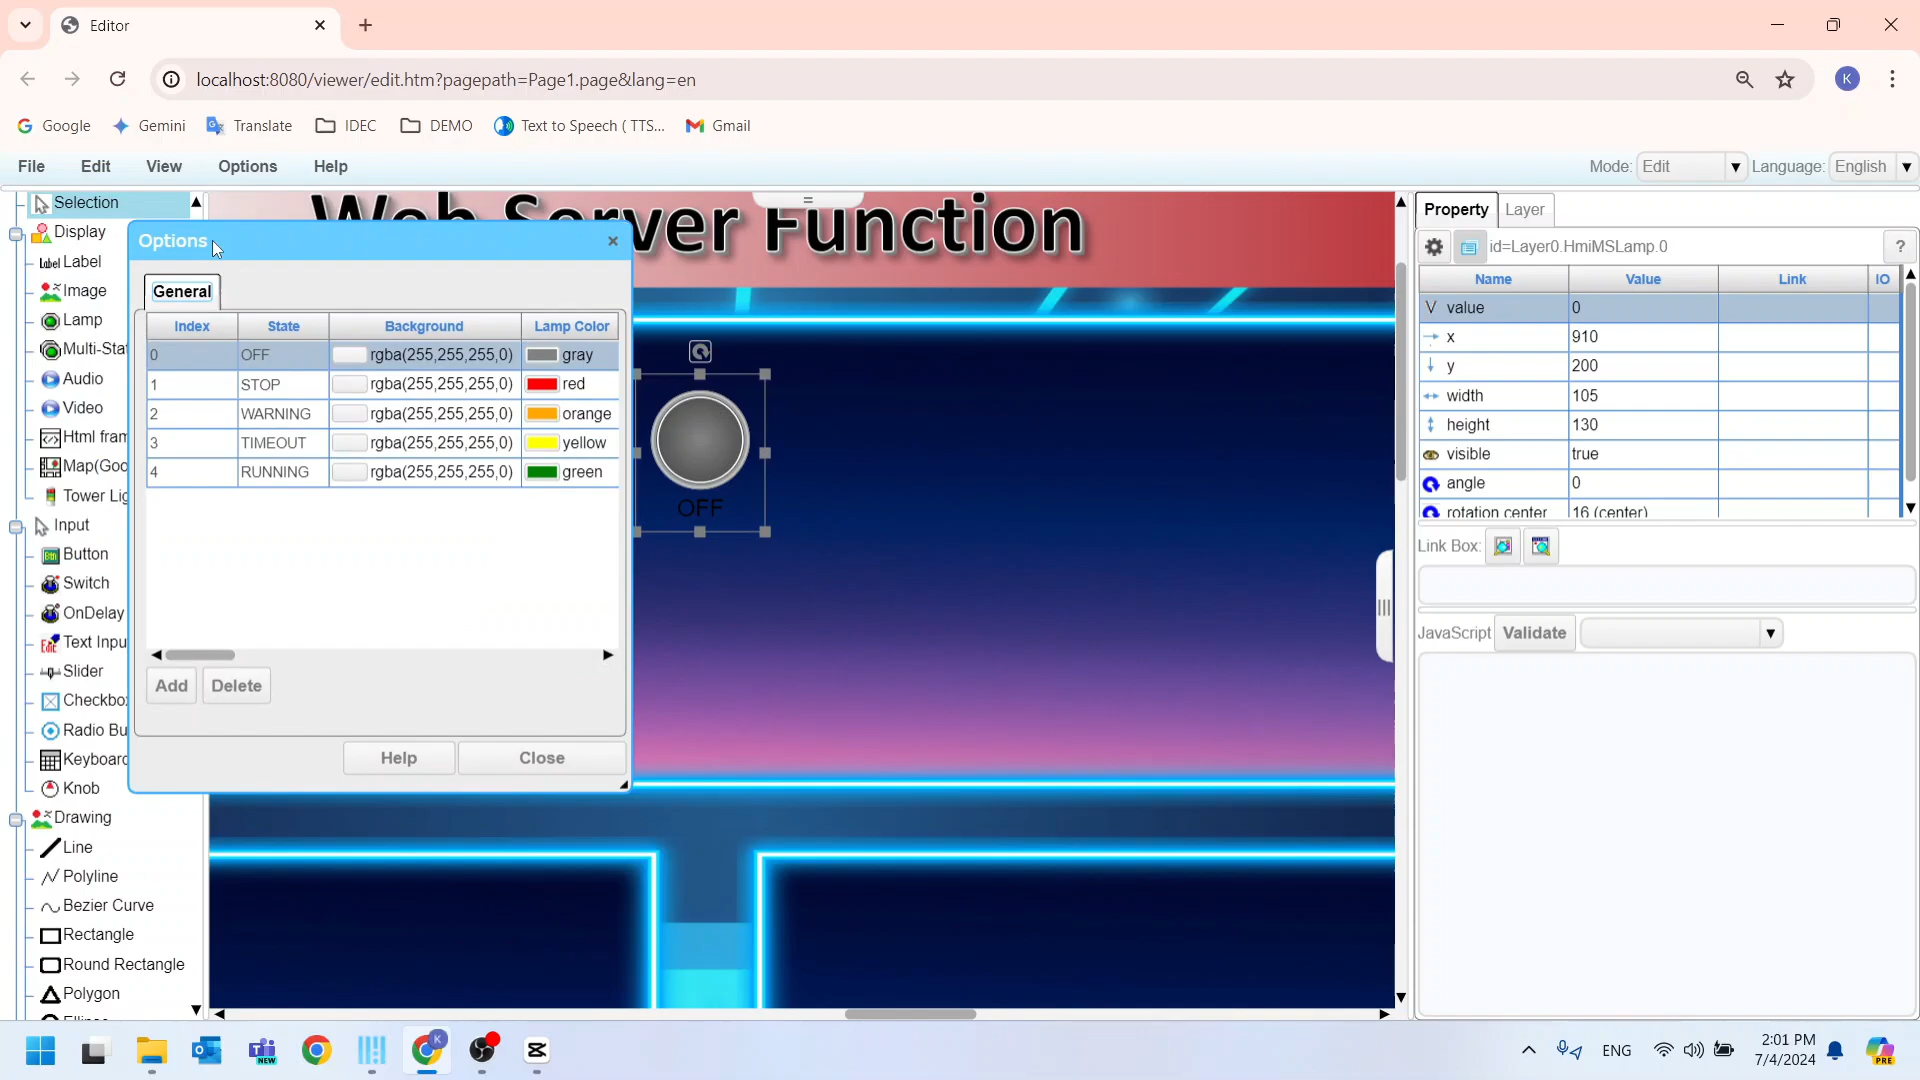 Editor
localhost:8080/viewer/edit.htm?pagepath=Page1.page&lang=en
K
Google
Gemini
Translate
IDEC
DEMO
Text to Speech ( TTS...
Gmail
File Edit View Options Help
Mode: Edit Language: English
Selection
Display
Label
Image
Lamp
Multi-Stat
Audio
Video
Html fram
Map(Goo
Tower Lig
Input
Button
Switch
OnDelay
Text Inpu
Slider
Checkbo
Radio Bu
Keyboard
Knob
Drawing
Line
Polyline
Bezier Curve
Rectangle
Round Rectangle
Polygon
Web Server Function
Options
General
Index State Background Lamp Color
0 OFF rgba(255,255,255,0) gray
1 STOP rgba(255,255,255,0) red
2 WARNING rgba(255,255,255,0) orange
3 TIMEOUT rgba(255,255,255,0) yellow
4 RUNNING rgba(255,255,255,0) green
Add Delete
Help Close
OFF
Property Layer
id=Layer0.HmiMSLamp.0 ?
Name Value Link IO
V value 0
x 910
y 200
width 105
height 130
visible true
angle 0
rotation center 16 (center)
Link Box:
JavaScript Validate
NEW
K
ENG
2:01 PM
7/4/2024
PRE